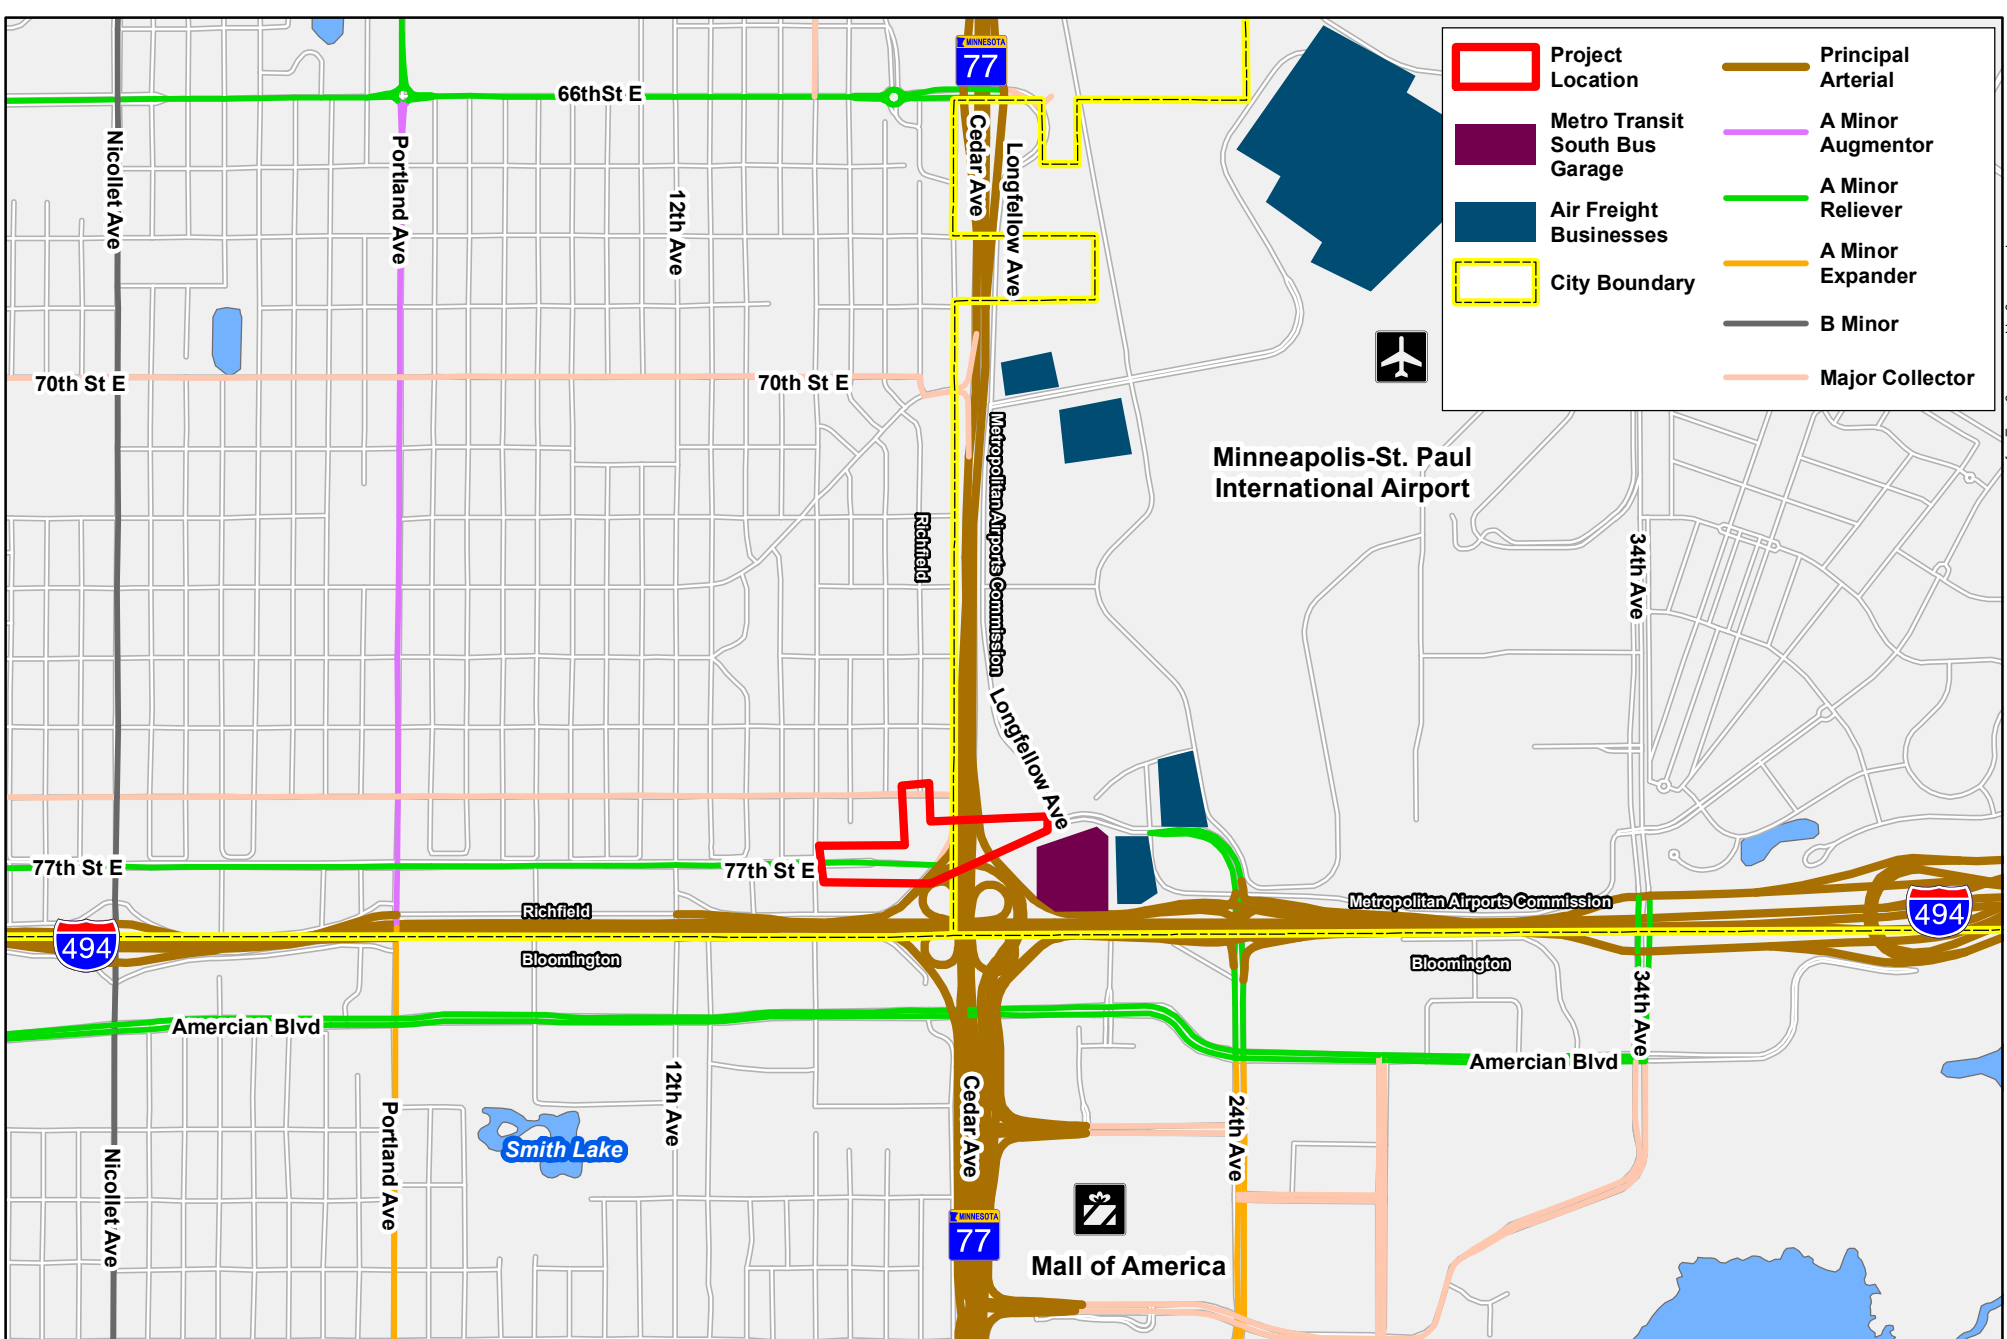 MINNESOTA
77
66thSt E
Nicollet Ave
Portland Ave
12th Ave
Cedar Ave
Longfellow Ave
Project
Location
Metro Transit
South Bus
Garage
Air Freight
Businesses
City Boundary
Principal
Arterial
A Minor
Augmentor
A Minor
Reliever
A Minor
Expander
B Minor
Major Collector
70th St E
70th St E
Richfield
Metropolitan Airports Commission
Minneapolis-St. Paul
International Airport
34th Ave
Longfellow Ave
77th St E
77th St E
Richfield
Metropolitan Airports Commission
494
494
Bloomington
Bloomington
Amercian Blvd
34th Ave
Amercian Blvd
12th Ave
Cedar Ave
24th Ave
Portland Ave
Smith Lake
Nicollet Ave
MINNESOTA
77
Mall of America